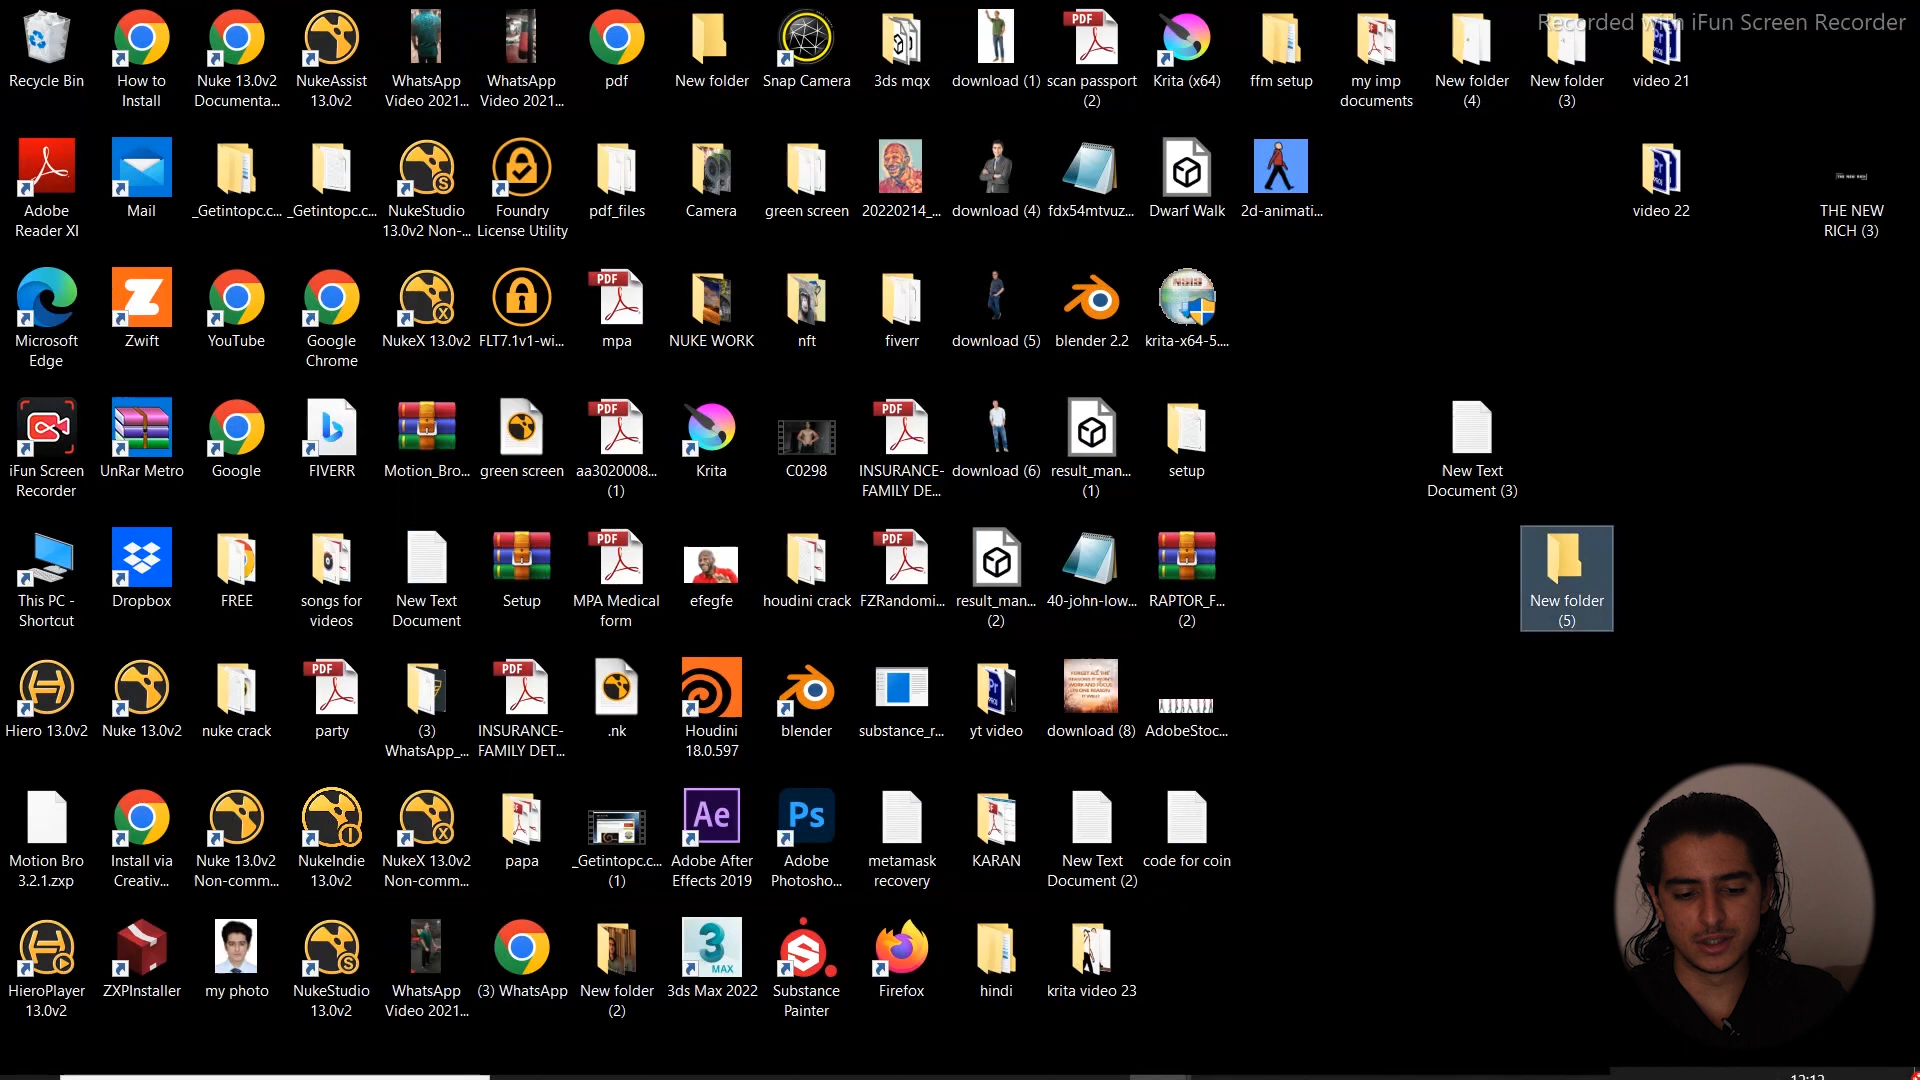 Recorded with iFun Screen Recorder
Recycle Bin
How to
Install
Nuke 13.0v2
Documenta...
NukeAssist
13.0v2
WhatsApp
Video 2021...
WhatsApp
Video 2021...
pdf
New folder
Snap Camera
3ds mqx
download (1)
scan passport
(2)
Krita (x64)
ffm setup
my imp
documents
New folder
(4)
New folder
(3)
video 21
Adobe
Reader XI
Mail
_Getintopc.c...
_Getintopc.c...
NukeStudio
13.0v2 Non-...
Foundry
License Utility
pdf_files
Camera
green screen
20220214_...
download (4)
fdx54mtvuz...
Dwarf Walk
2d-animati...
video 22
THE NEW
RICH (3)
Microsoft
Edge
Zwift
YouTube
Google
Chrome
NukeX 13.0v2
FLT7.1v1-wi...
mpa
NUKE WORK
nft
fiverr
download (5)
blender 2.2
krita-x64-5....
iFun Screen
Recorder
UnRar Metro
Google
FIVERR
Motion_Bro...
green screen
aa3020008...
(1)
Krita
C0298
INSURANCE-
FAMILY DE...
download (6)
result_man...
(1)
setup
New Text
Document (3)
This PC -
Shortcut
Dropbox
FREE
songs for
videos
New Text
Document
Setup
MPA Medical
form
efegfe
houdini crack
FZRandomi...
result_man...
(2)
40-john-low...
RAPTOR_F...
(2)
New folder
(5)
Hiero 13.0v2
Nuke 13.0v2
nuke crack
party
(3)
WhatsApp_...
INSURANCE-
FAMILY DET...
.nk
Houdini
18.0.597
blender
substance_r...
yt video
download (8)
AdobeStoc...
Motion Bro
3.2.1.zxp
Install via
Creativ...
Nuke 13.0v2
Non-comm...
NukeIndie
13.0v2
NukeX 13.0v2
Non-comm...
papa
_Getintopc.c...
(1)
Adobe After
Effects 2019
Adobe
Photosho...
metamask
recovery
KARAN
New Text
Document (2)
code for coin
HieroPlayer
13.0v2
ZXPInstaller
my photo
NukeStudio
13.0v2
WhatsApp
Video 2021...
(3) WhatsApp
New folder
(2)
3ds Max 2022
Substance
Painter
Firefox
hindi
krita video 23